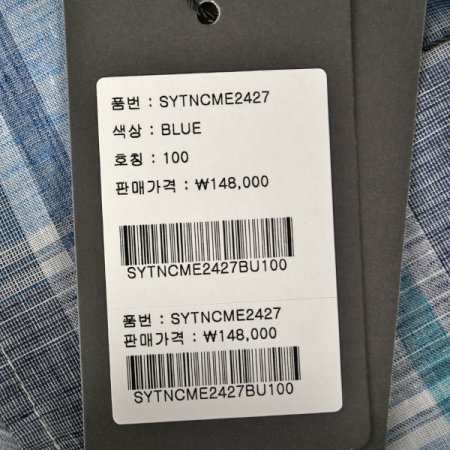 품번 : SYTNCME2427
색상 : BLUE
호칭 : 100
판매가격 : ₩148,000
SYTNCME2427BU100
품번 : SYTNCME2427
판매가격 : ₩148,000
SYTNCME2427BU100